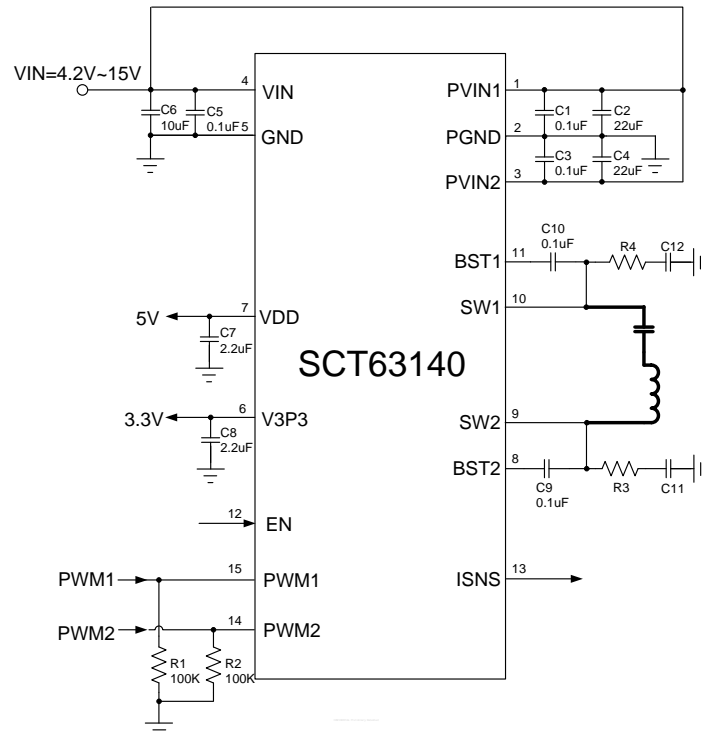 VIN=4.2V~15V
4
VIN
C6
10uF
C5
0.1uF
5
GND
PVIN1
1
C1
0.1uF
C2
22uF
PGND
2
C3
0.1uF
C4
22uF
PVIN2
3
C10
0.1uF
BST1
11
R4
C12
SW1
10
5V
7
VDD
C7
2.2uF
SCT63140
3.3V
6
V3P3
C8
2.2uF
SW2
9
BST2
8
C9
0.1uF
R3
C11
12
EN
PWM1
15
PWM1
ISNS
13
PWM2
14
PWM2
R1
100K
R2
100K